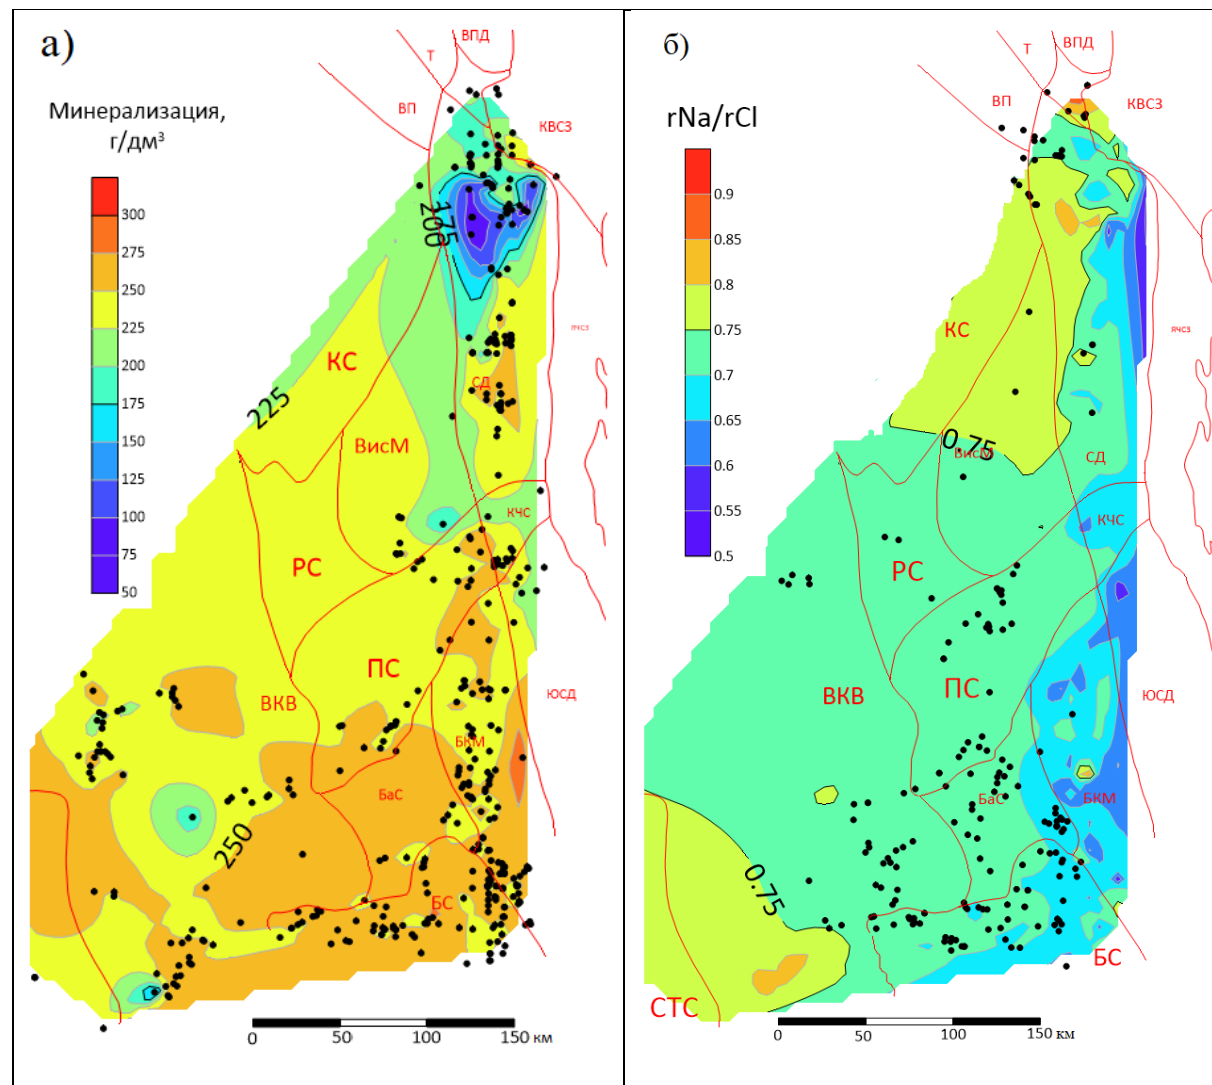 а)
Минерализация,
г/дм³
300
275
250
225
200
175
150
125
100
75
50
Т
ВПД
ВП
КВСЗ
175
200
225
КС
СД
ЯЧСЗ
ВисМ
КЧС
РС
ПС
ВКВ
ЮСД
БКМ
БаС
250
БС
0
50
100
150 км
б)
rNa/rCl
0.9
0.85
0.8
0.75
0.7
0.65
0.6
0.55
0.5
Т
ВПД
ВП
КВСЗ
КС
ЯЧСЗ
0.75
ВисМ
СД
КЧС
РС
ПС
ВКВ
ЮСД
БаС
БКМ
0.75
БС
СТС
0
50
100
150 км